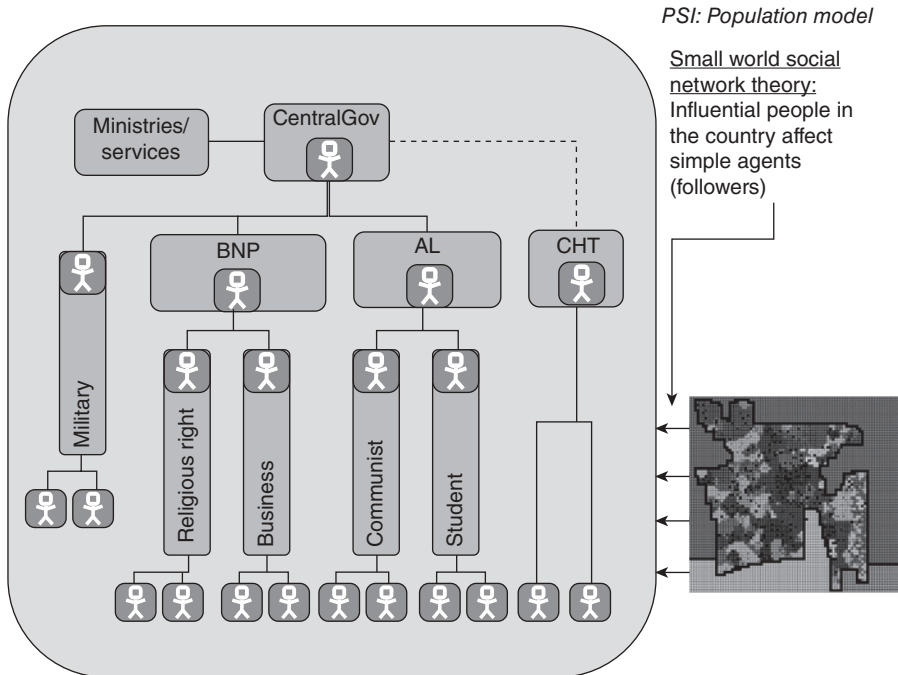 PSI: Population model
Small world social
network theory:
Influential people in
the country affect
simple agents
(followers)
Ministries/
services
CentralGov
BNP
AL
CHT
Military
Religious right
Business
Communist
Student